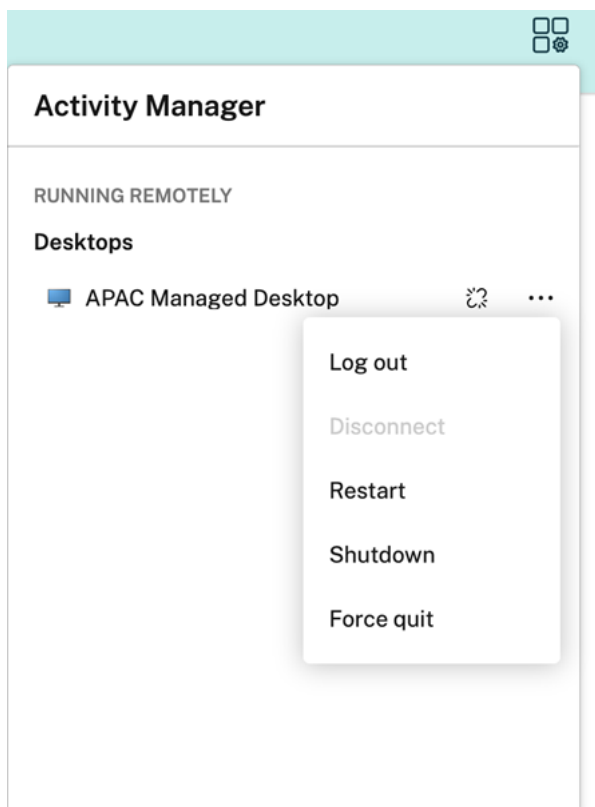 Activity Manager
RUNNING REMOTELY
Desktops
APAC Managed Desktop
Log out
Disconnect
Restart
Shutdown
Force quit